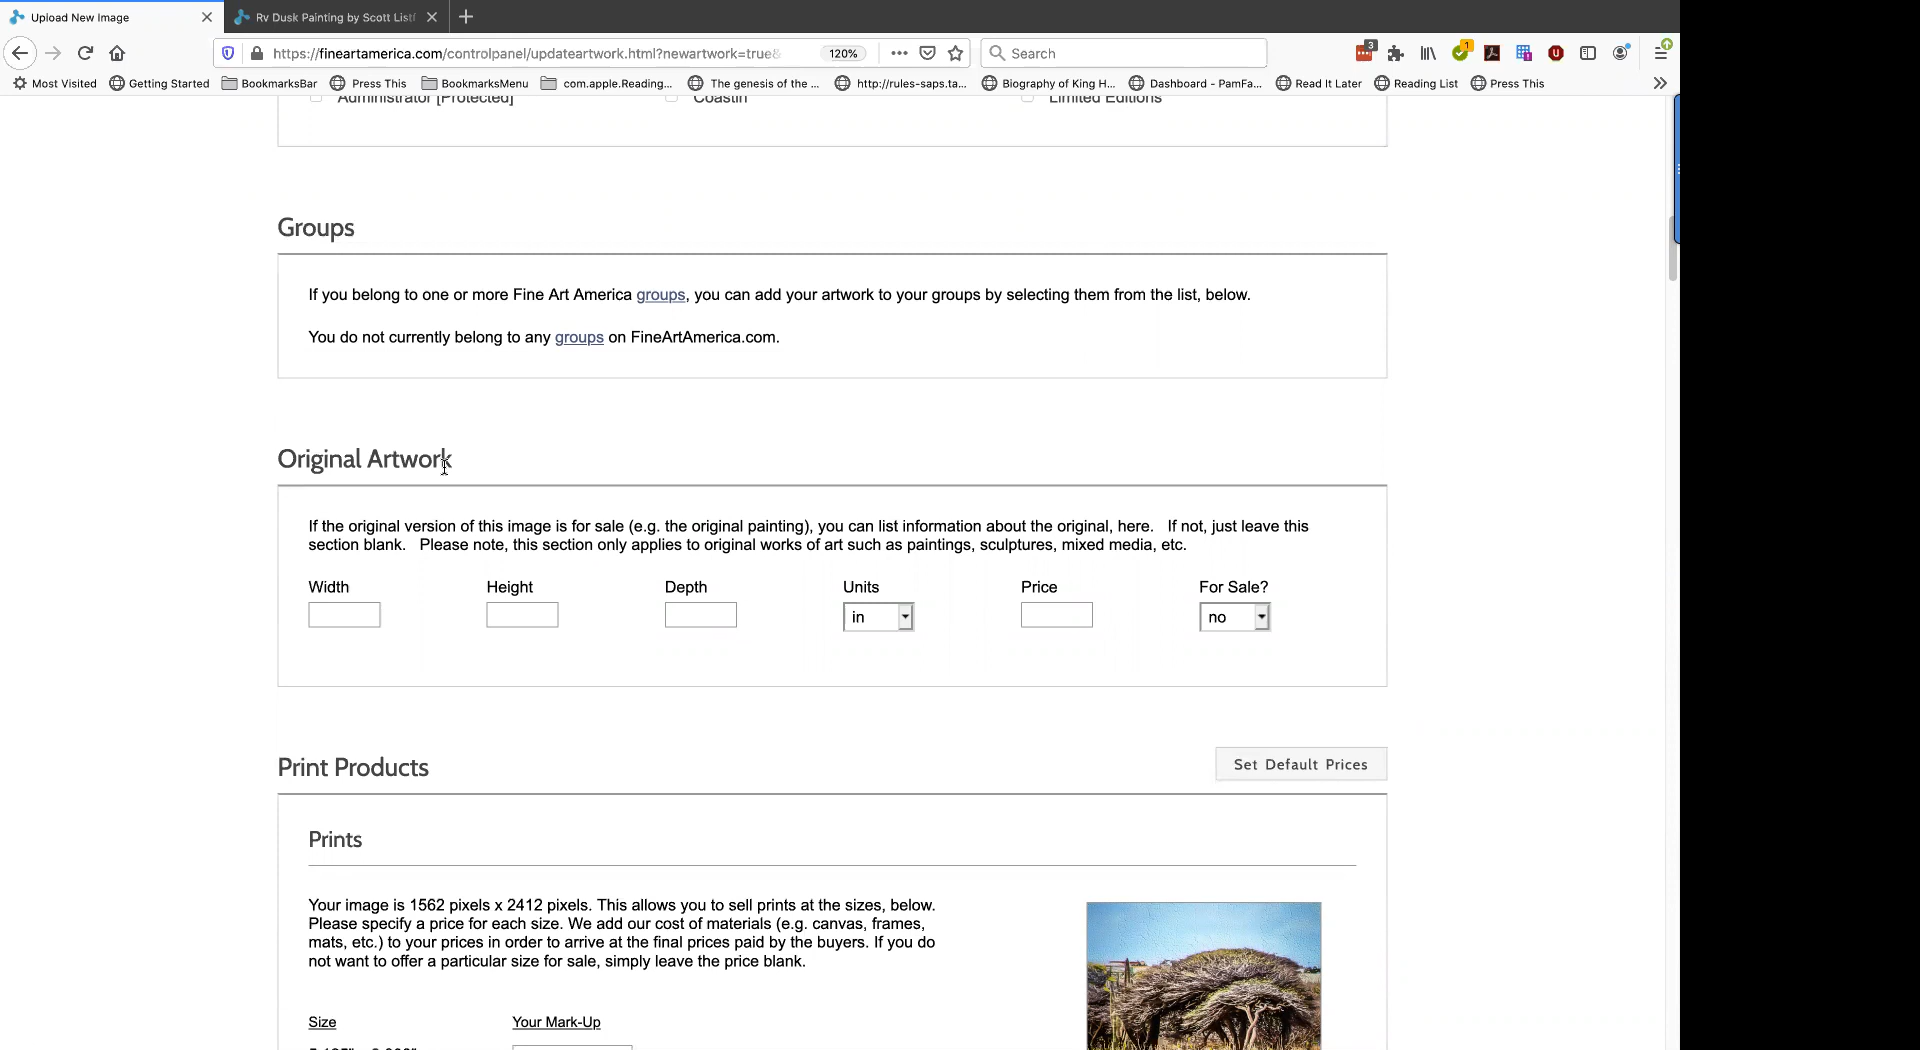 Upload New Image
Rv Dusk Painting by Scott List
https://fineartamerica.com/controlpanel/updateartwork.html?newartwork=true&
120%
Search
3
1
Most Visited
Getting Started
BookmarksBar
Press This
BookmarksMenu
com.apple.Reading...
The genesis of the ...
http://rules-saps.ta...
Biography of King H...
Dashboard - PamFa...
Read It Later
Reading List
Press This
Administrator [Protected]
Coastin
Limited Editions
Groups
If you belong to one or more Fine Art America groups, you can add your artwork to your groups by selecting them from the list, below.
You do not currently belong to any groups on FineArtAmerica.com.
Original Artwork
If the original version of this image is for sale (e.g. the original painting), you can list information about the original, here. If not, just leave this
section blank. Please note, this section only applies to original works of art such as paintings, sculptures, mixed media, etc.
Width
Height
Depth
Units
Price
For Sale?
in
no
Print Products
Set Default Prices
Prints
Your image is 1562 pixels x 2412 pixels. This allows you to sell prints at the sizes, below.
Please specify a price for each size. We add our cost of materials (e.g. canvas, frames,
mats, etc.) to your prices in order to arrive at the final prices paid by the buyers. If you do
not want to offer a particular size for sale, simply leave the price blank.
Size
Your Mark-Up